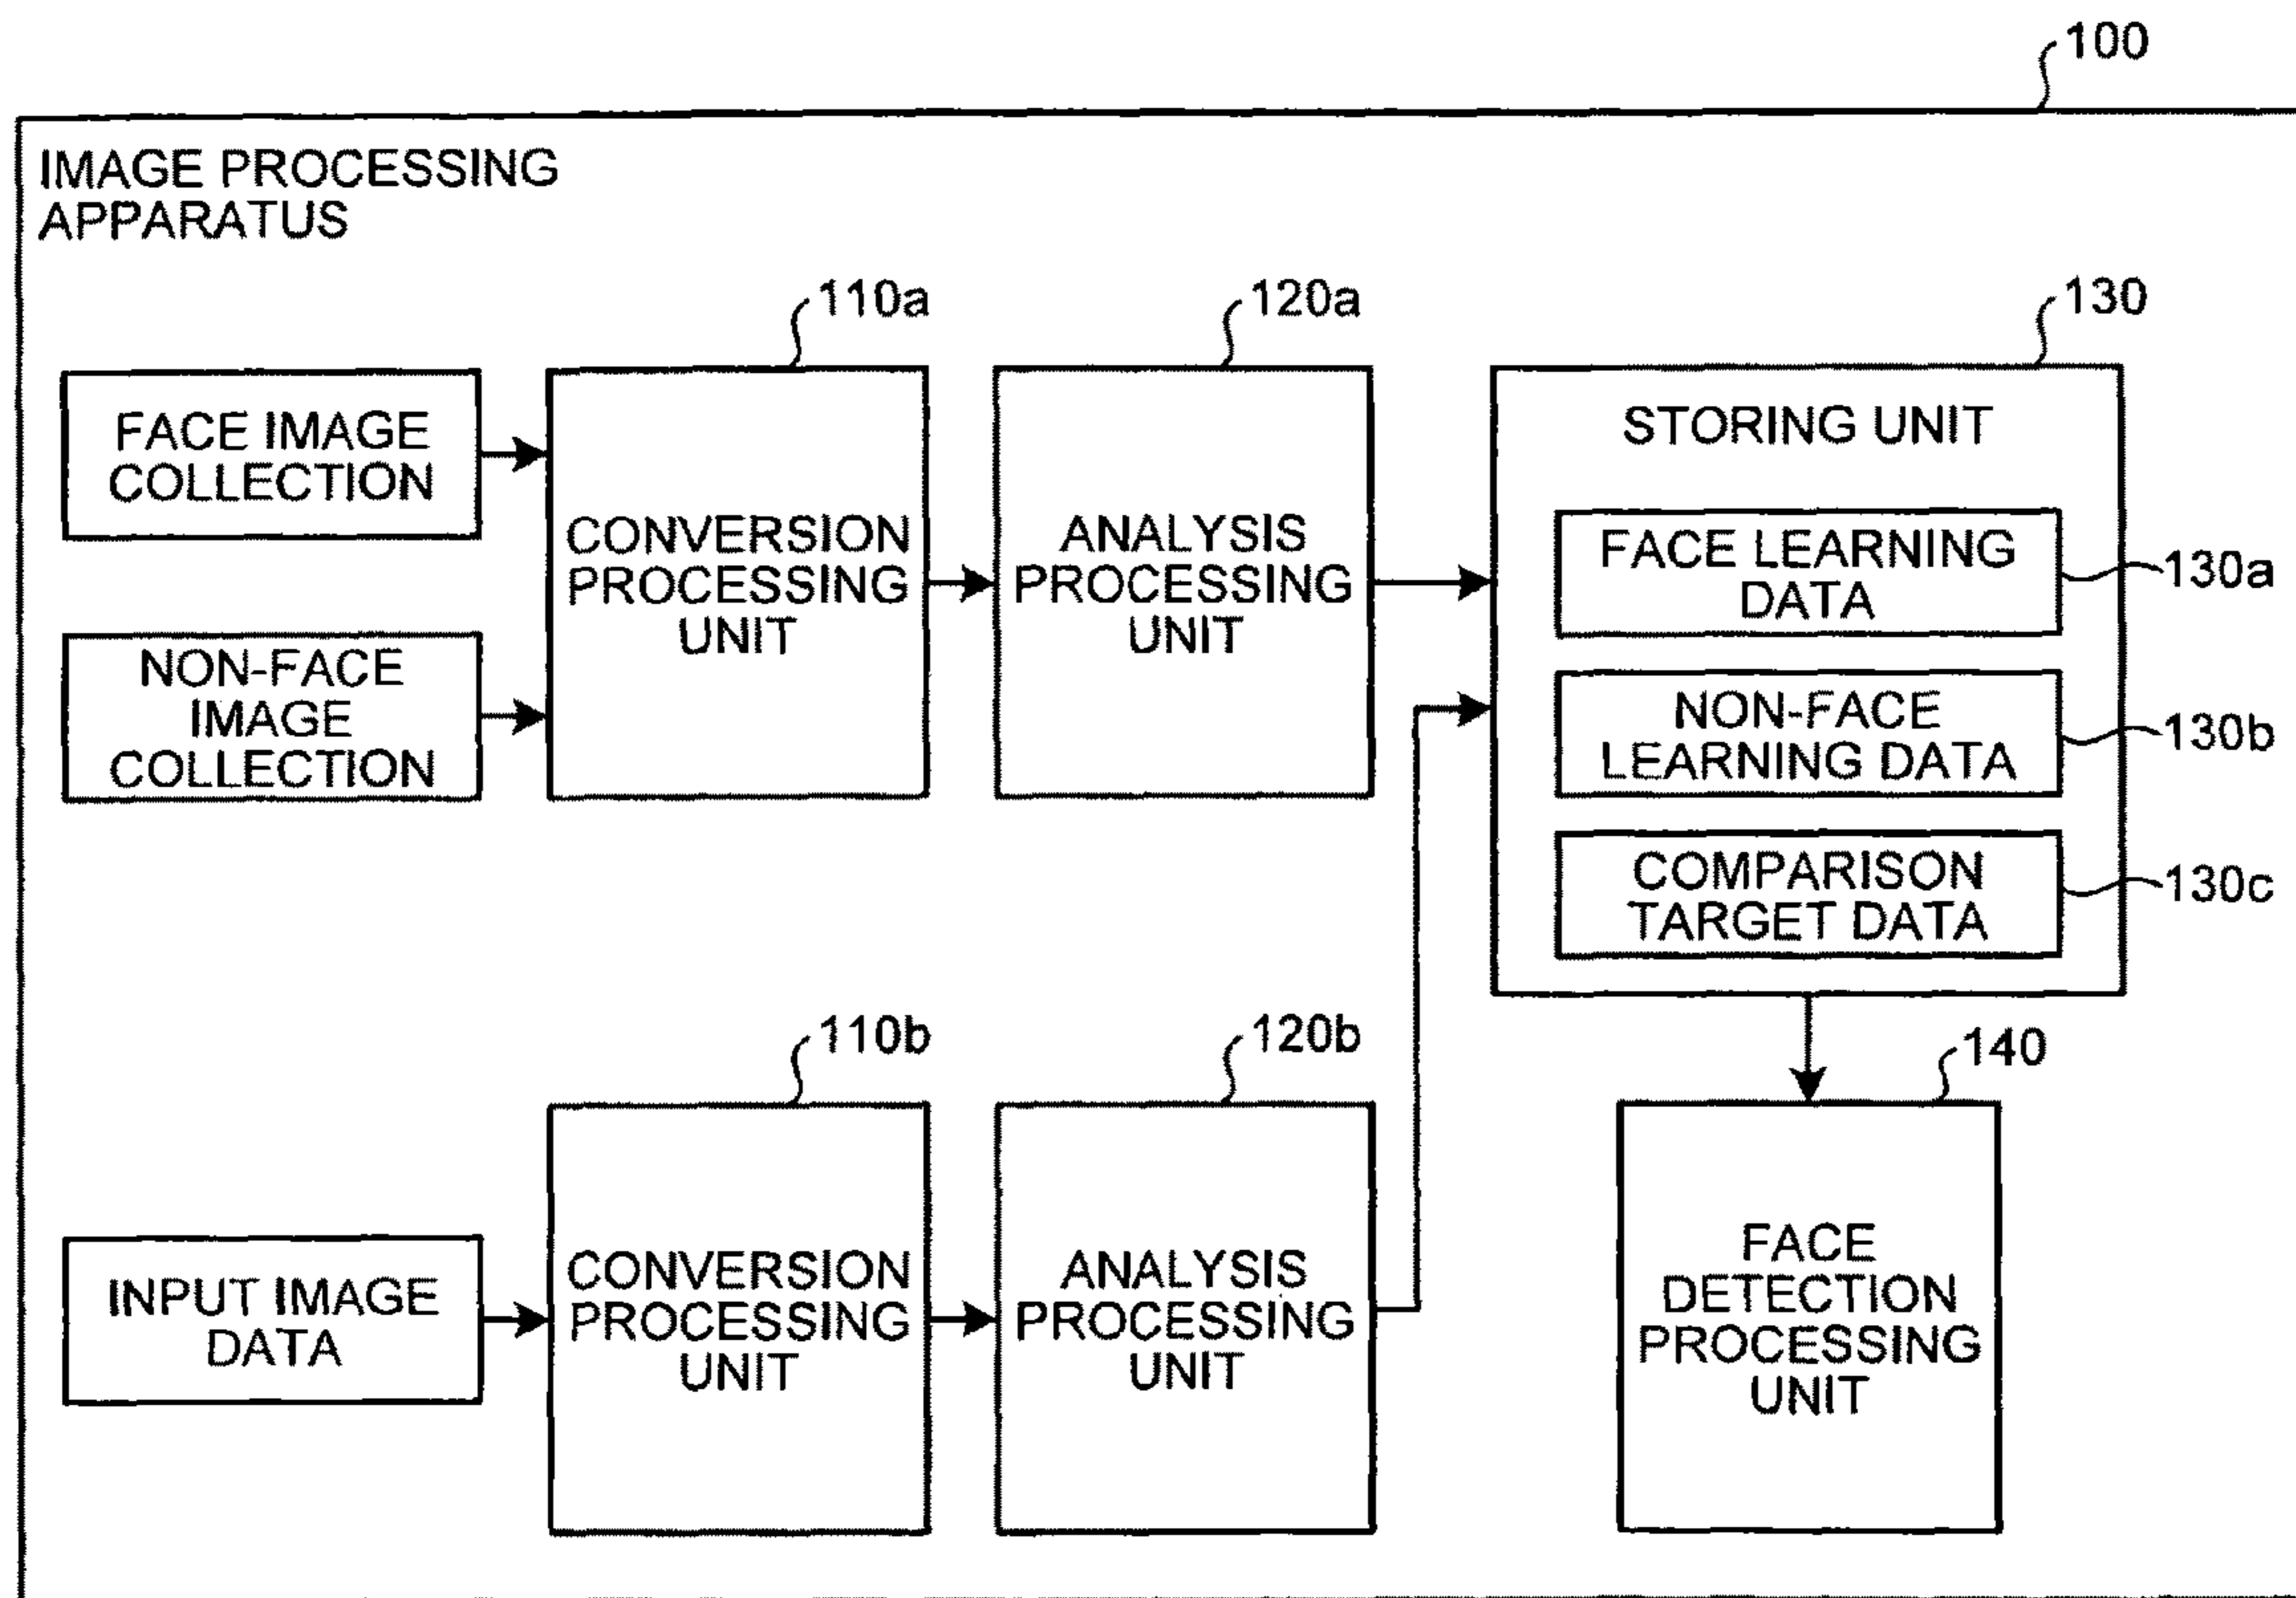 100
IMAGE PROCESSING
APPARATUS
110a
120a
130
FACE IMAGE
COLLECTION
NON-FACE
IMAGE
COLLECTION
CONVERSION
PROCESSING
UNIT
ANALYSIS
PROCESSING
UNIT
STORING UNIT
FACE LEARNING
DATA
130a
NON-FACE
LEARNING DATA
130b
COMPARISON
TARGET DATA
130c
110b
120b
140
INPUT IMAGE
DATA
CONVERSION
PROCESSING
UNIT
ANALYSIS
PROCESSING
UNIT
FACE
DETECTION
PROCESSING
UNIT